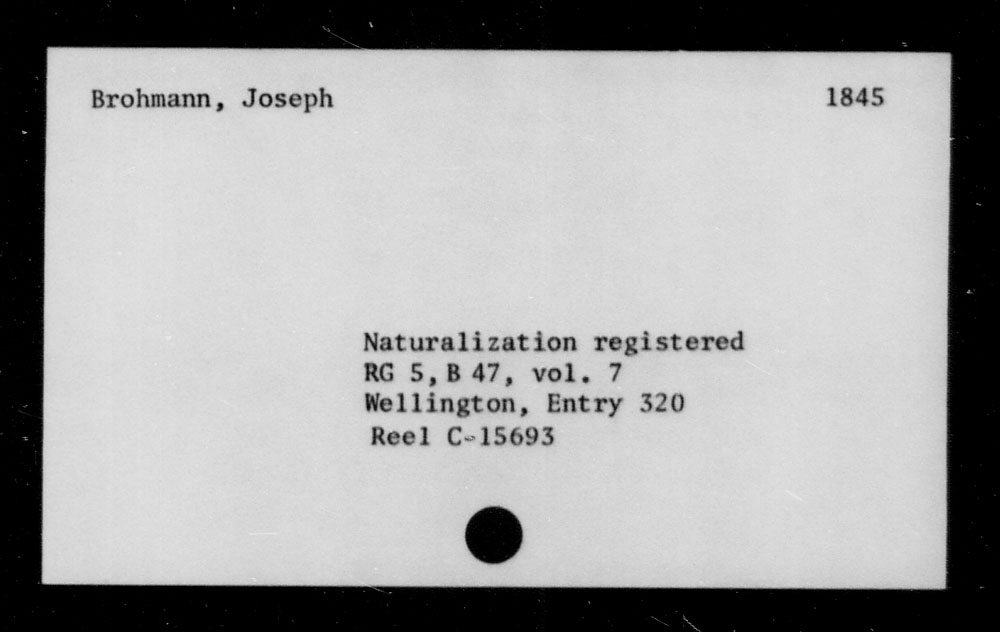 Brohmann, Joseph 1845
Naturalization registered
RG 5, B 47, vol. 7
Wellington, Entry 320
Reel C-15693